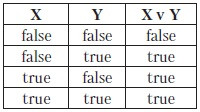 X Y X v Y
false false false
false true true
true false true
true true true